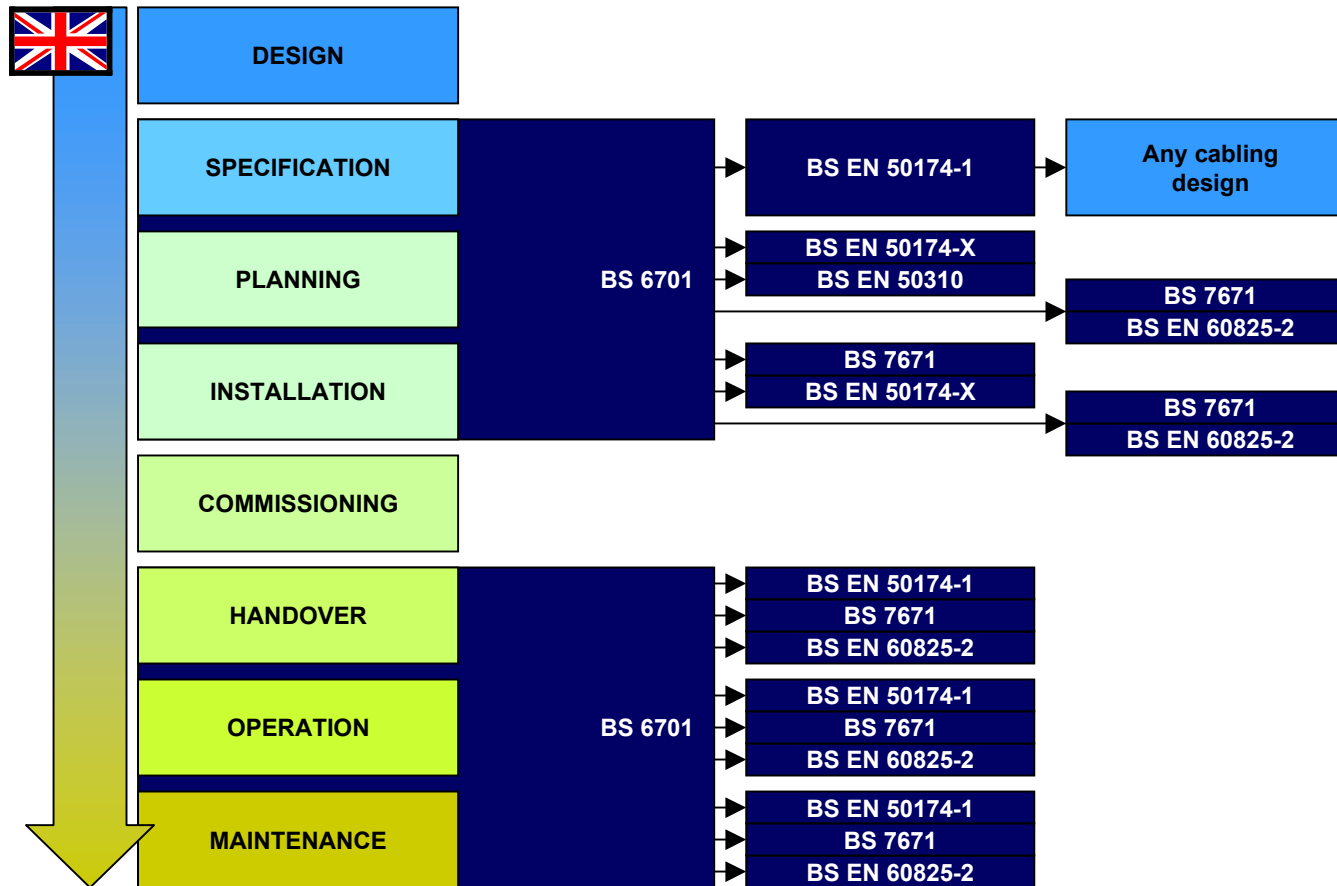 DESIGN
SPECIFICATION
BS EN 50174-1
Any cabling
design
PLANNING
BS 6701
BS EN 50174-X
BS EN 50310
BS 7671
BS EN 60825-2
INSTALLATION
BS 7671
BS EN 50174-X
BS 7671
BS EN 60825-2
COMMISSIONING
HANDOVER
BS EN 50174-1
BS 7671
BS EN 60825-2
OPERATION
BS 6701
BS EN 50174-1
BS 7671
BS EN 60825-2
MAINTENANCE
BS EN 50174-1
BS 7671
BS EN 60825-2